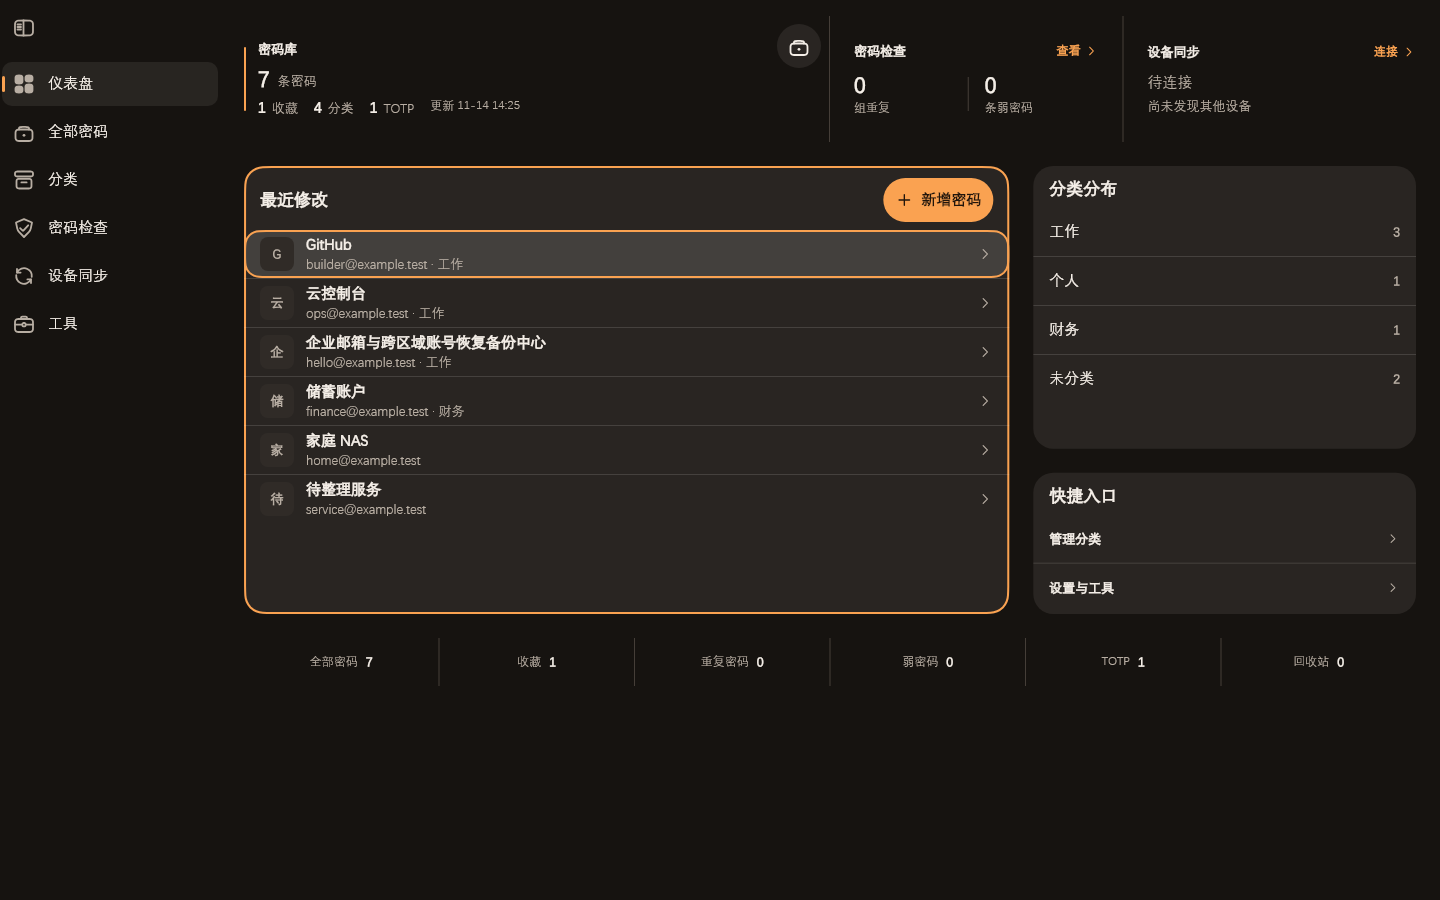 仪表盘
全部密码
分类
密码检查
设备同步
工具
密码库
7 条密码
1 收藏 4 分类 1 TOTP 更新 11-14 14:25
密码检查 查看
0 组重复
0 条弱密码
设备同步 连接
待连接
尚未发现其他设备
最近修改 新增密码
G GitHub
builder@example.test · 工作
云 云控制台
ops@example.test · 工作
企 企业邮箱与跨区域账号恢复备份中心
hello@example.test · 工作
储 储蓄账户
finance@example.test · 财务
家 家庭 NAS
home@example.test
待 待整理服务
service@example.test
分类分布
工作 3
个人 1
财务 1
未分类 2
快捷入口
管理分类
设置与工具
全部密码 7 收藏 1 重复密码 0 弱密码 0 TOTP 1 回收站 0